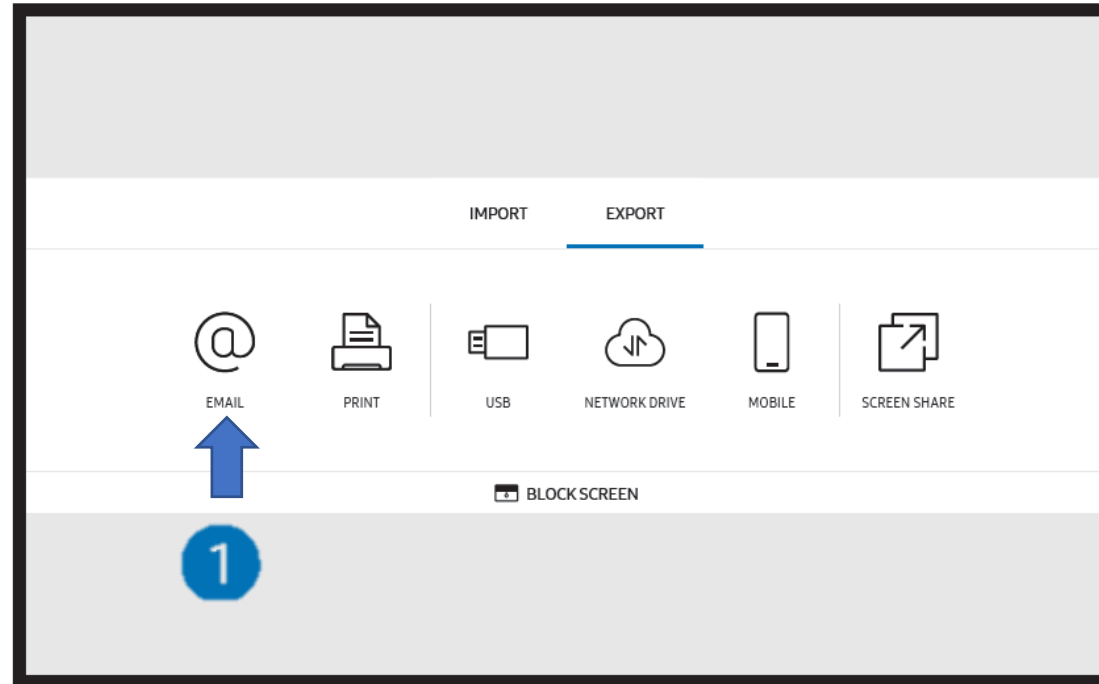 IMPORT EXPORT
@
EMAIL PRINT USB NETWORK DRIVE MOBILE SCREEN SHARE
BLOCK SCREEN
1